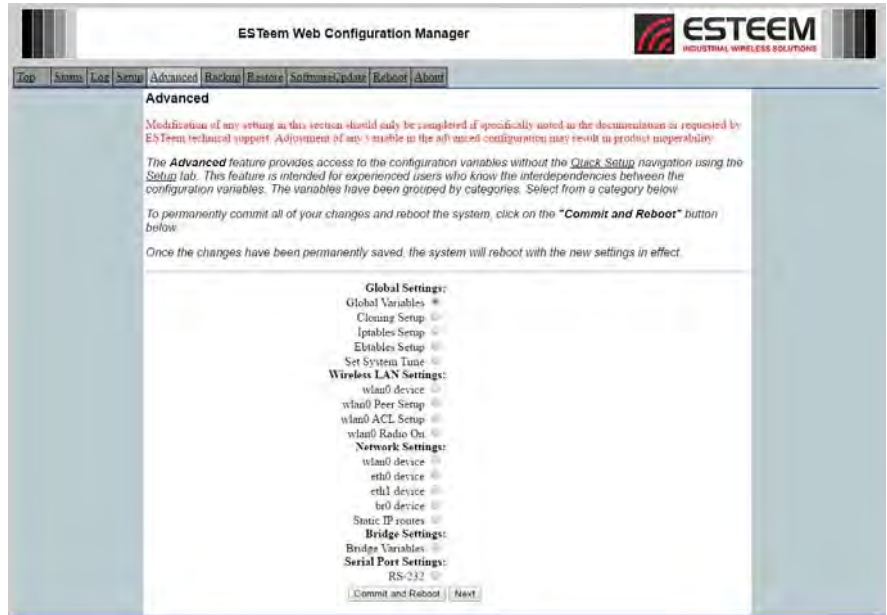 ESTeem Web Configuration Manager
ESTEEM
INDUSTRIAL WIRELESS SOLUTIONS
Top Status Log Setup Advanced Backup Restore SoftwareUpdate Reboot About
Advanced
Modification of any setting in this section should only be completed if specifically noted in the documentation or requested by
ESTeem technical support. Adjustment of any variable in the advanced configuration may result in product inoperability.
The Advanced feature provides access to the configuration variables without the Quick Setup navigation using the
Setup tab. This feature is intended for experienced users who know the interdependencies between the
configuration variables. The variables have been grouped by categories. Select from a category below.
To permanently commit all of your changes and reboot the system, click on the "Commit and Reboot" button
below.
Once the changes have been permanently saved, the system will reboot with the new settings in effect.
Global Settings:
Global Variables
Cloning Setup
Iptables Setup
Ebtables Setup
Set System Time
Wireless LAN Settings:
wlan0 device
wlan0 Peer Setup
wlan0 ACL Setup
wlan0 Radio On
Network Settings:
wlan0 device
eth0 device
eth1 device
br0 device
Static IP routes
Bridge Settings:
Bridge Variables
Serial Port Settings:
RS-232
Commit and Reboot Next